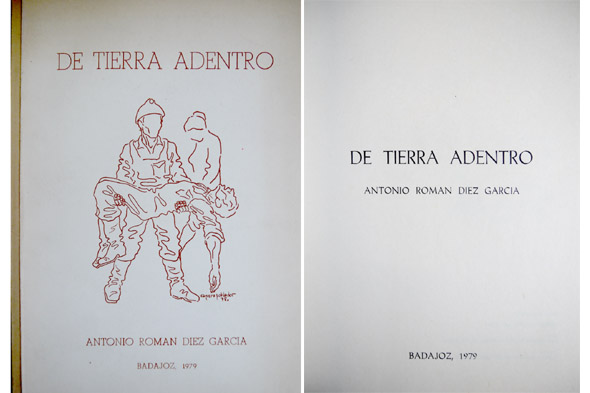 DE TIERRA ADENTRO
ANTONIO ROMAN DIEZ GARCIA
BADAJOZ, 1979
DE TIERRA ADENTRO
ANTONIO ROMAN DIEZ GARCIA
BADAJOZ, 1979